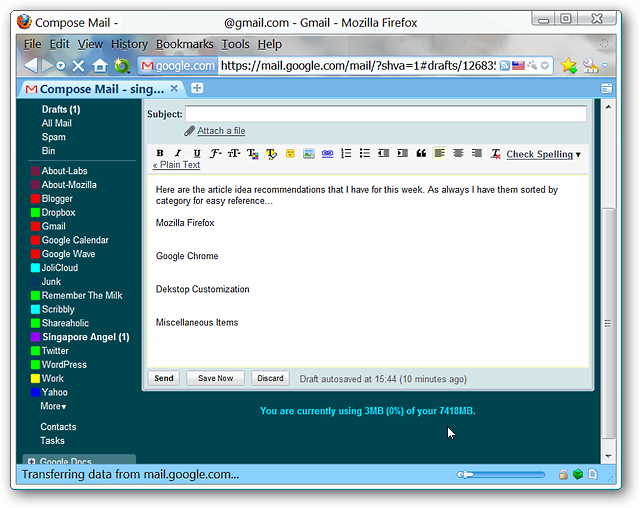 Compose Mail - @gmail.com - Gmail - Mozilla Firefox
File Edit View History Bookmarks Tools Help
google.com https://mail.google.com/mail/?shva=1#drafts/12683
Compose Mail - sing...
Drafts (1)
All Mail
Spam
Bin
About-Labs
About-Mozilla
Blogger
Dropbox
Gmail
Google Calendar
Google Wave
JoliCloud
Junk
Remember The Milk
Scribbly
Shareaholic
Singapore Angel (1)
Twitter
WordPress
Work
Yahoo
More▾
Contacts
Tasks
Google Docs
Subject:
Attach a file
B I U Check Spelling ▾
« Plain Text
Here are the article idea recommendations that I have for this week. As always I have them sorted by
category for easy reference...
Mozilla Firefox
Google Chrome
Dekstop Customization
Miscellaneous Items
Send Save Now Discard Draft autosaved at 15:44 (10 minutes ago)
You are currently using 3MB (0%) of your 7418MB.
Transferring data from mail.google.com...